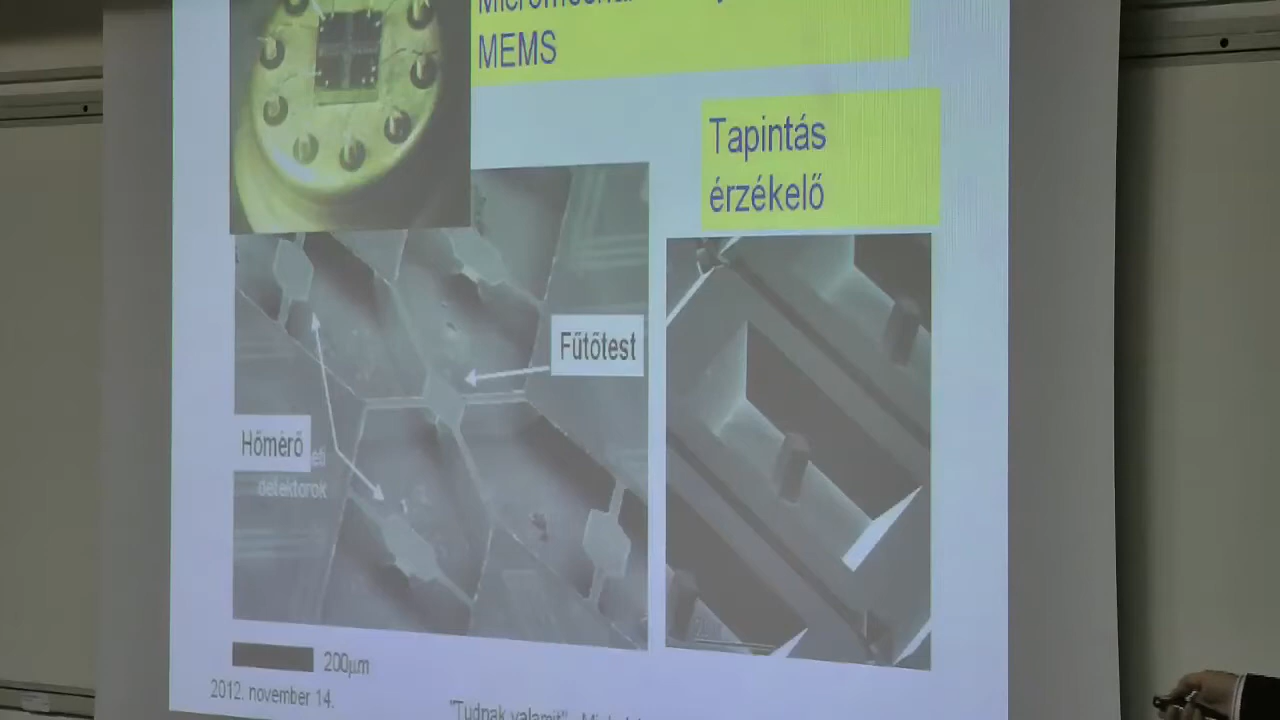 MEMS
Tapintás
érzékelő
Fűtőtest
Hőmérő
detektorok
200μm
2012. november 14.
"Tudnak valamit"